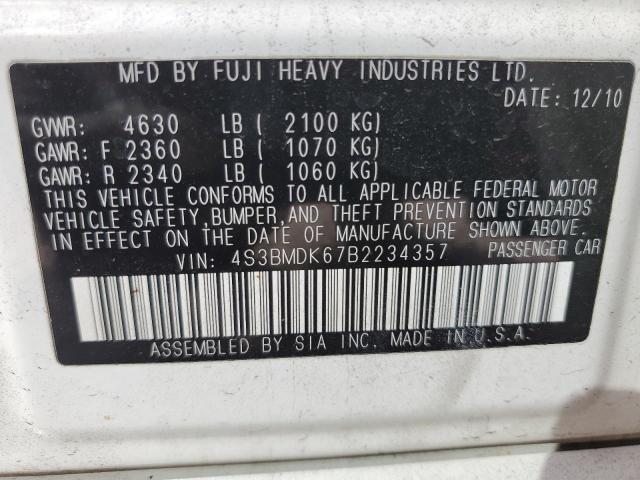 MFD BY FUJI HEAVY INDUSTRIES LTD.
DATE: 12/10
GVWR: 4630 LB ( 2100 KG)
GAWR: F 2360 LB ( 1070 KG)
GAWR: R 2340 LB ( 1060 KG)
THIS VEHICLE CONFORMS TO ALL APPLICABLE FEDERAL MOTOR
VEHICLE SAFETY, BUMPER, AND THEFT PREVENTION STANDARDS
IN EFFECT ON THE DATE OF MANUFACTURE SHOWN ABOVE.
VIN: 4S3BMDK67B2234357 PASSENGER CAR
ASSEMBLED BY SIA INC. MADE IN U.S.A.